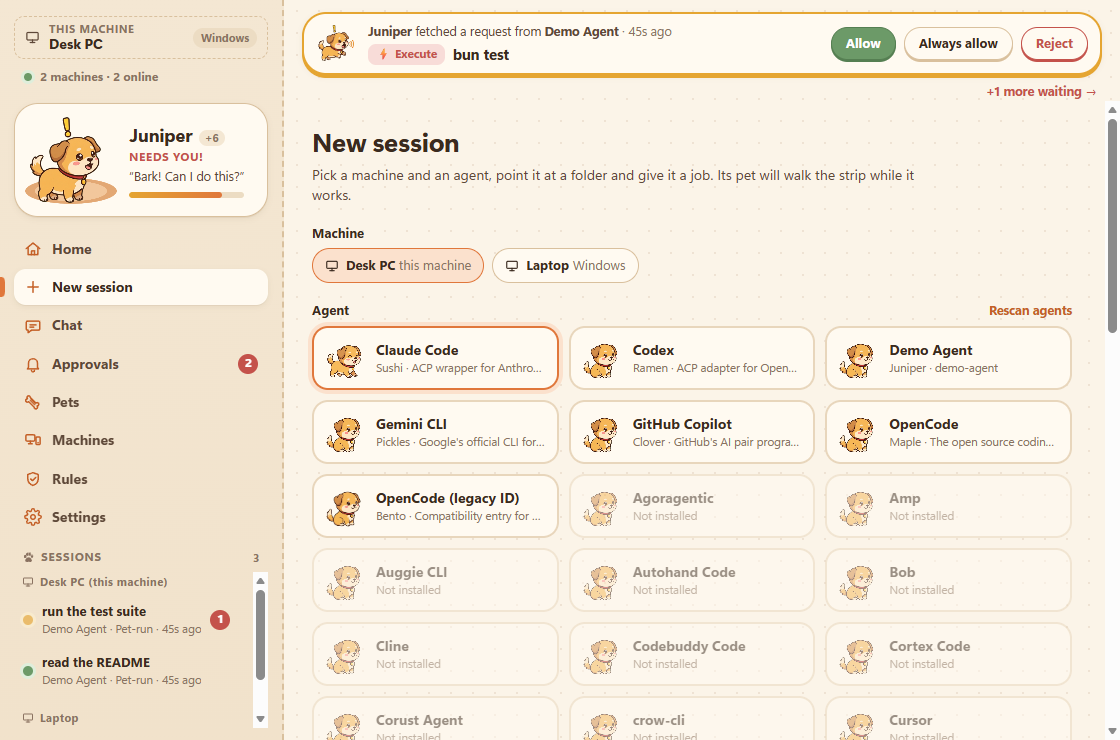 THIS MACHINE
Desk PC
Windows
2 machines · 2 online
Juniper +6
NEEDS YOU!
“Bark! Can I do this?”
Home
New session
Chat
Approvals 2
Pets
Machines
Rules
Settings
SESSIONS 3
Desk PC (this machine)
run the test suite
Demo Agent · Pet-run · 45s ago
1
read the README
Demo Agent · Pet-run · 45s ago
Laptop
Juniper fetched a request from Demo Agent · 45s ago
Execute bun test
Allow
Always allow
Reject
+1 more waiting →
New session
Pick a machine and an agent, point it at a folder and give it a job. Its pet will walk the strip while it
works.
Machine
Desk PC this machine
Laptop Windows
Agent
Rescan agents
Claude Code
Sushi · ACP wrapper for Anthro...
Codex
Ramen · ACP adapter for Open...
Demo Agent
Juniper · demo-agent
Gemini CLI
Pickles · Google's official CLI for...
GitHub Copilot
Clover · GitHub's AI pair progra...
OpenCode
Maple · The open source codin...
OpenCode (legacy ID)
Bento · Compatibility entry for ...
Agoragentic
Not installed
Amp
Not installed
Auggie CLI
Not installed
Autohand Code
Not installed
Bob
Not installed
Cline
Not installed
Codebuddy Code
Not installed
Cortex Code
Not installed
Corust Agent
Not installed
crow-cli
Not installed
Cursor
Not installed